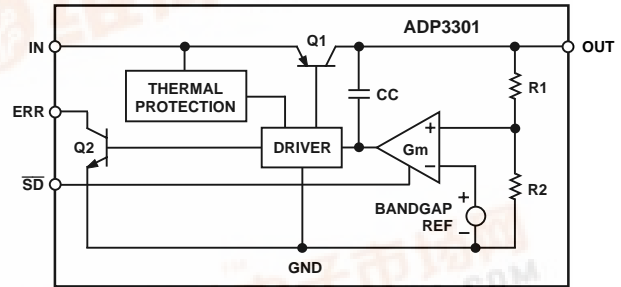 ADP3301
Q1
IN
OUT
THERMAL
PROTECTION
CC
R1
ERR
Q2
DRIVER
Gm
+
−
SD
R2
BANDGAP
REF
+
−
GND